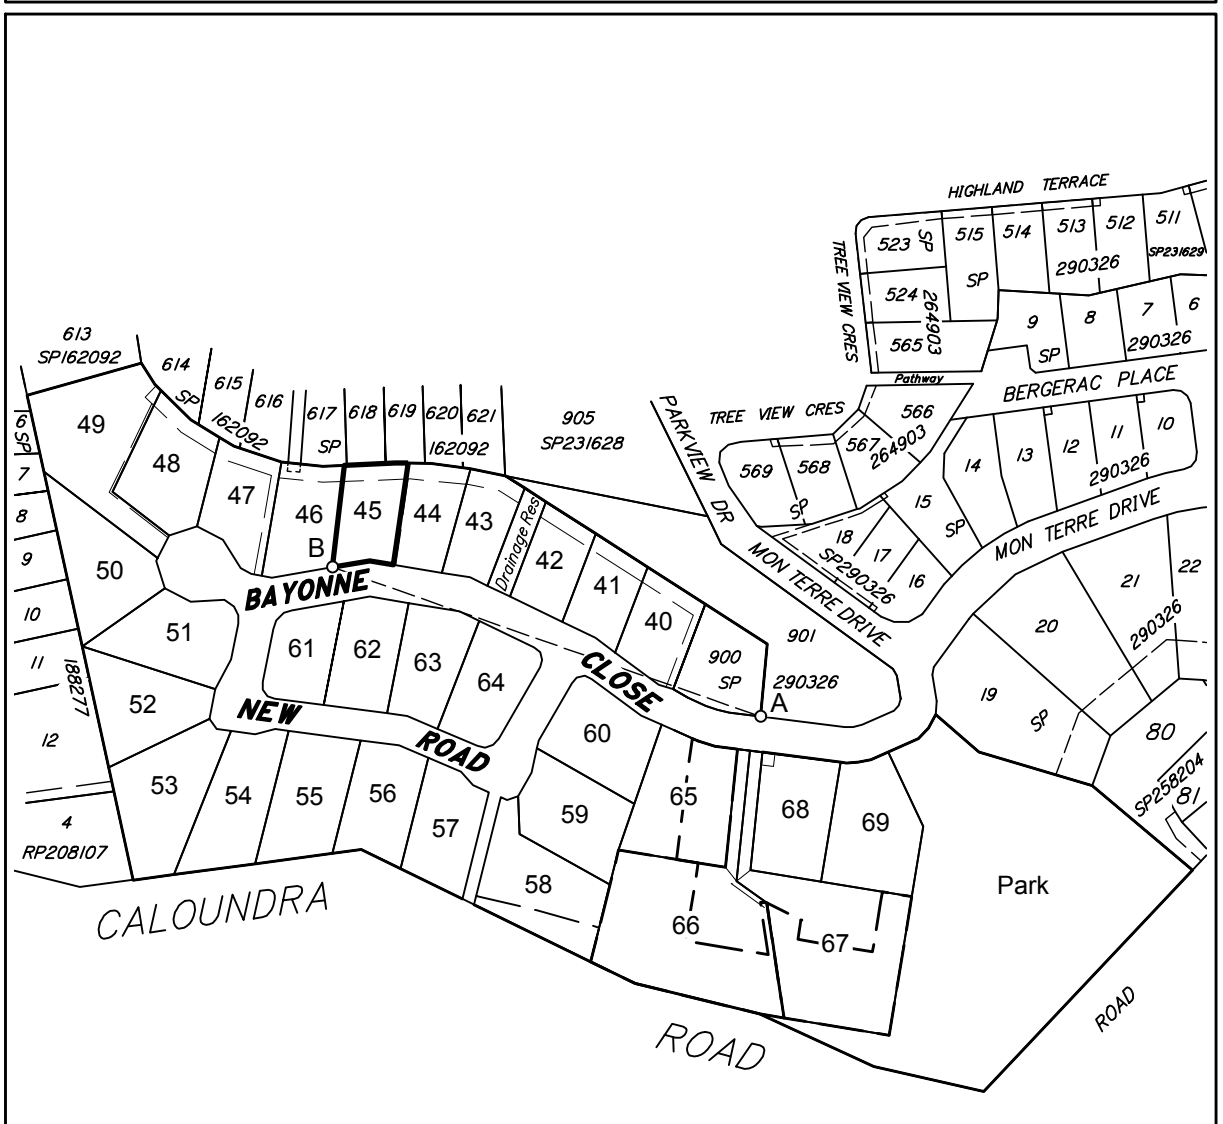 HIGHLAND TERRACE
523
SP
515
514
513
512
511
SP
290326
SP231629
TREE VIEW CRES
524
264903
565
9
8
7
6
SP
290326
Pathway
BERGERAC PLACE
613
SP162092
614
SP
615
616
162092
617
618
619
620
621
SP
162092
905
SP231628
PARKVIEW DR
TREE VIEW CRES
566
567
264903
569
568
SP
14
13
12
11
10
290326
15
SP
MON TERRE DRIVE
18
17
16
SP290326
MON TERRE DRIVE
6
SP
7
8
9
10
11
188277
12
4
RP208107
49
48
47
46
45
44
43
Drainage Res
42
41
40
B
BAYONNE
CLOSE
900
SP
901
290326
A
50
51
52
53
61
62
63
64
NEW
ROAD
54
55
56
57
58
59
60
65
66
67
68
69
19
SP
20
21
22
290326
80
SP258204
81
Park
CALOUNDRA
ROAD
ROAD